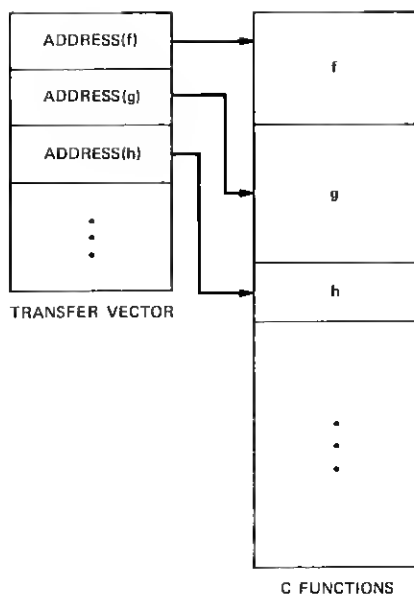 ADDRESS(f)
ADDRESS(g)
ADDRESS(h)
TRANSFER VECTOR
f
g
h
C FUNCTIONS